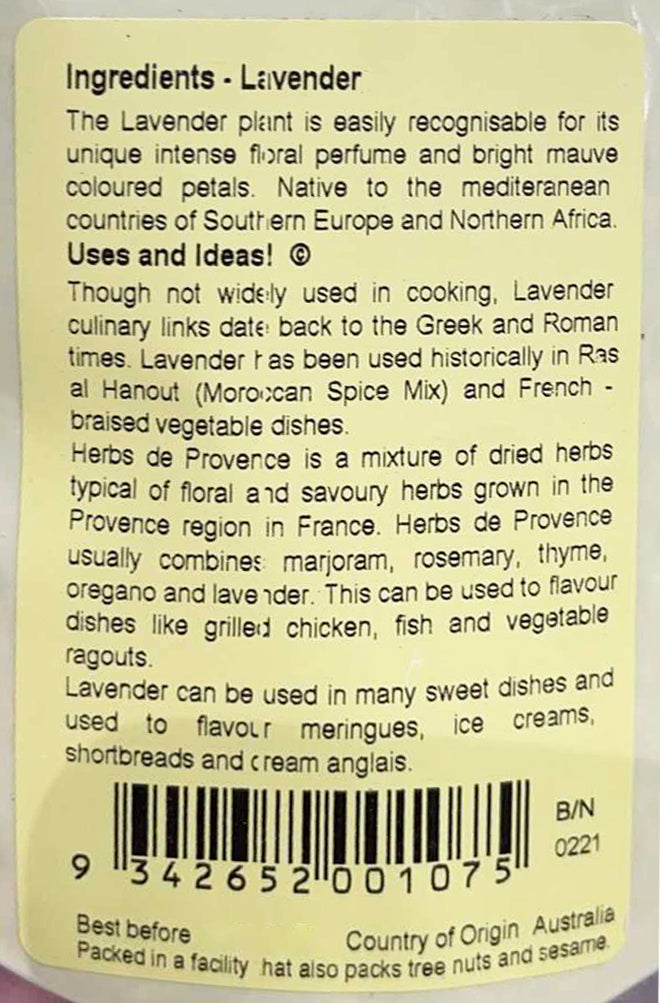 Ingredients - Lavender
The Lavender plant is easily recognisable for its
unique intense floral perfume and bright mauve
coloured petals. Native to the mediteranean
countries of Southern Europe and Northern Africa.
Uses and Ideas! ©
Though not widely used in cooking, Lavender
culinary links date back to the Greek and Roman
times. Lavender has been used historically in Ras
al Hanout (Moroccan Spice Mix) and French -
braised vegetable dishes.
Herbs de Provence is a mixture of dried herbs
typical of floral and savoury herbs grown in the
Provence region in France. Herbs de Provence
usually combines marjoram, rosemary, thyme,
oregano and lavender. This can be used to flavour
dishes like grilled chicken, fish and vegetable
ragouts.
Lavender can be used in many sweet dishes and
used to flavour meringues, ice creams,
shortbreads and cream anglais.
B/N
0221
9 342652 001075
Best before
Country of Origin Australia
Packed in a facility that also packs tree nuts and sesame.